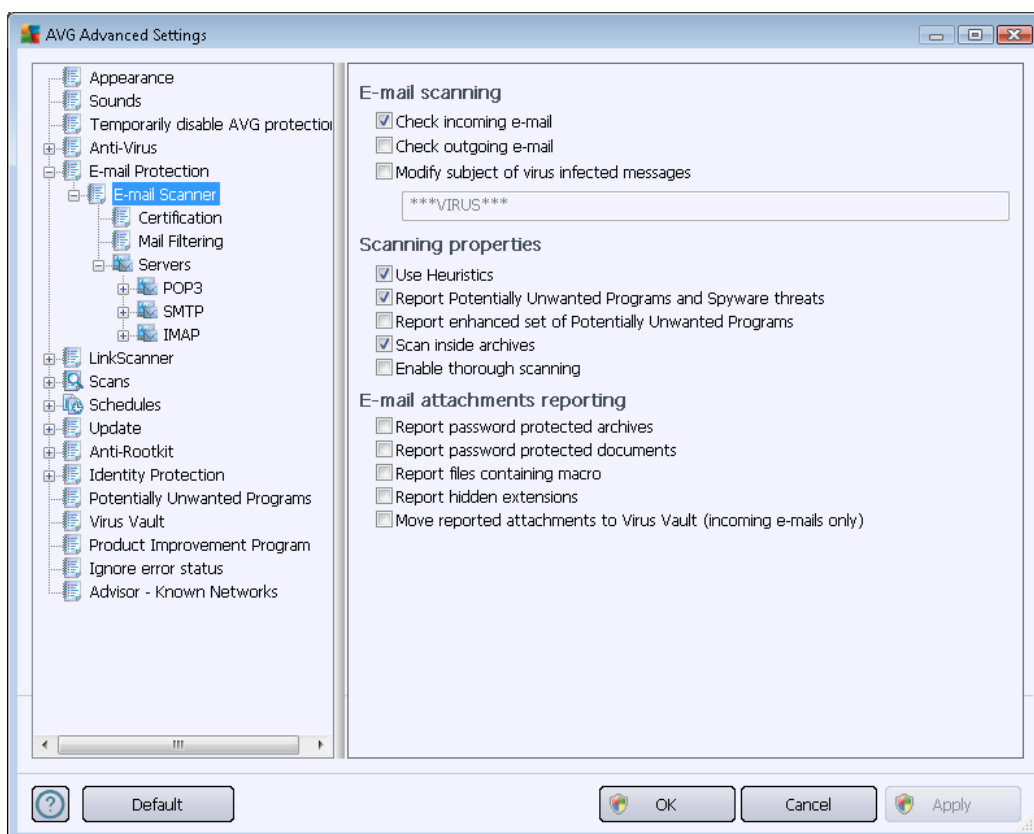 AVG Advanced Settings
Appearance
Sounds
Temporarily disable AVG protection
Anti-Virus
E-mail Protection
E-mail Scanner
Certification
Mail Filtering
Servers
POP3
SMTP
IMAP
LinkScanner
Scans
Schedules
Update
Anti-Rootkit
Identity Protection
Potentially Unwanted Programs
Virus Vault
Product Improvement Program
Ignore error status
Advisor - Known Networks
E-mail scanning
Check incoming e-mail
Check outgoing e-mail
Modify subject of virus infected messages
***VIRUS***
Scanning properties
Use Heuristics
Report Potentially Unwanted Programs and Spyware threats
Report enhanced set of Potentially Unwanted Programs
Scan inside archives
Enable thorough scanning
E-mail attachments reporting
Report password protected archives
Report password protected documents
Report files containing macro
Report hidden extensions
Move reported attachments to Virus Vault (incoming e-mails only)
Default
OK
Cancel
Apply